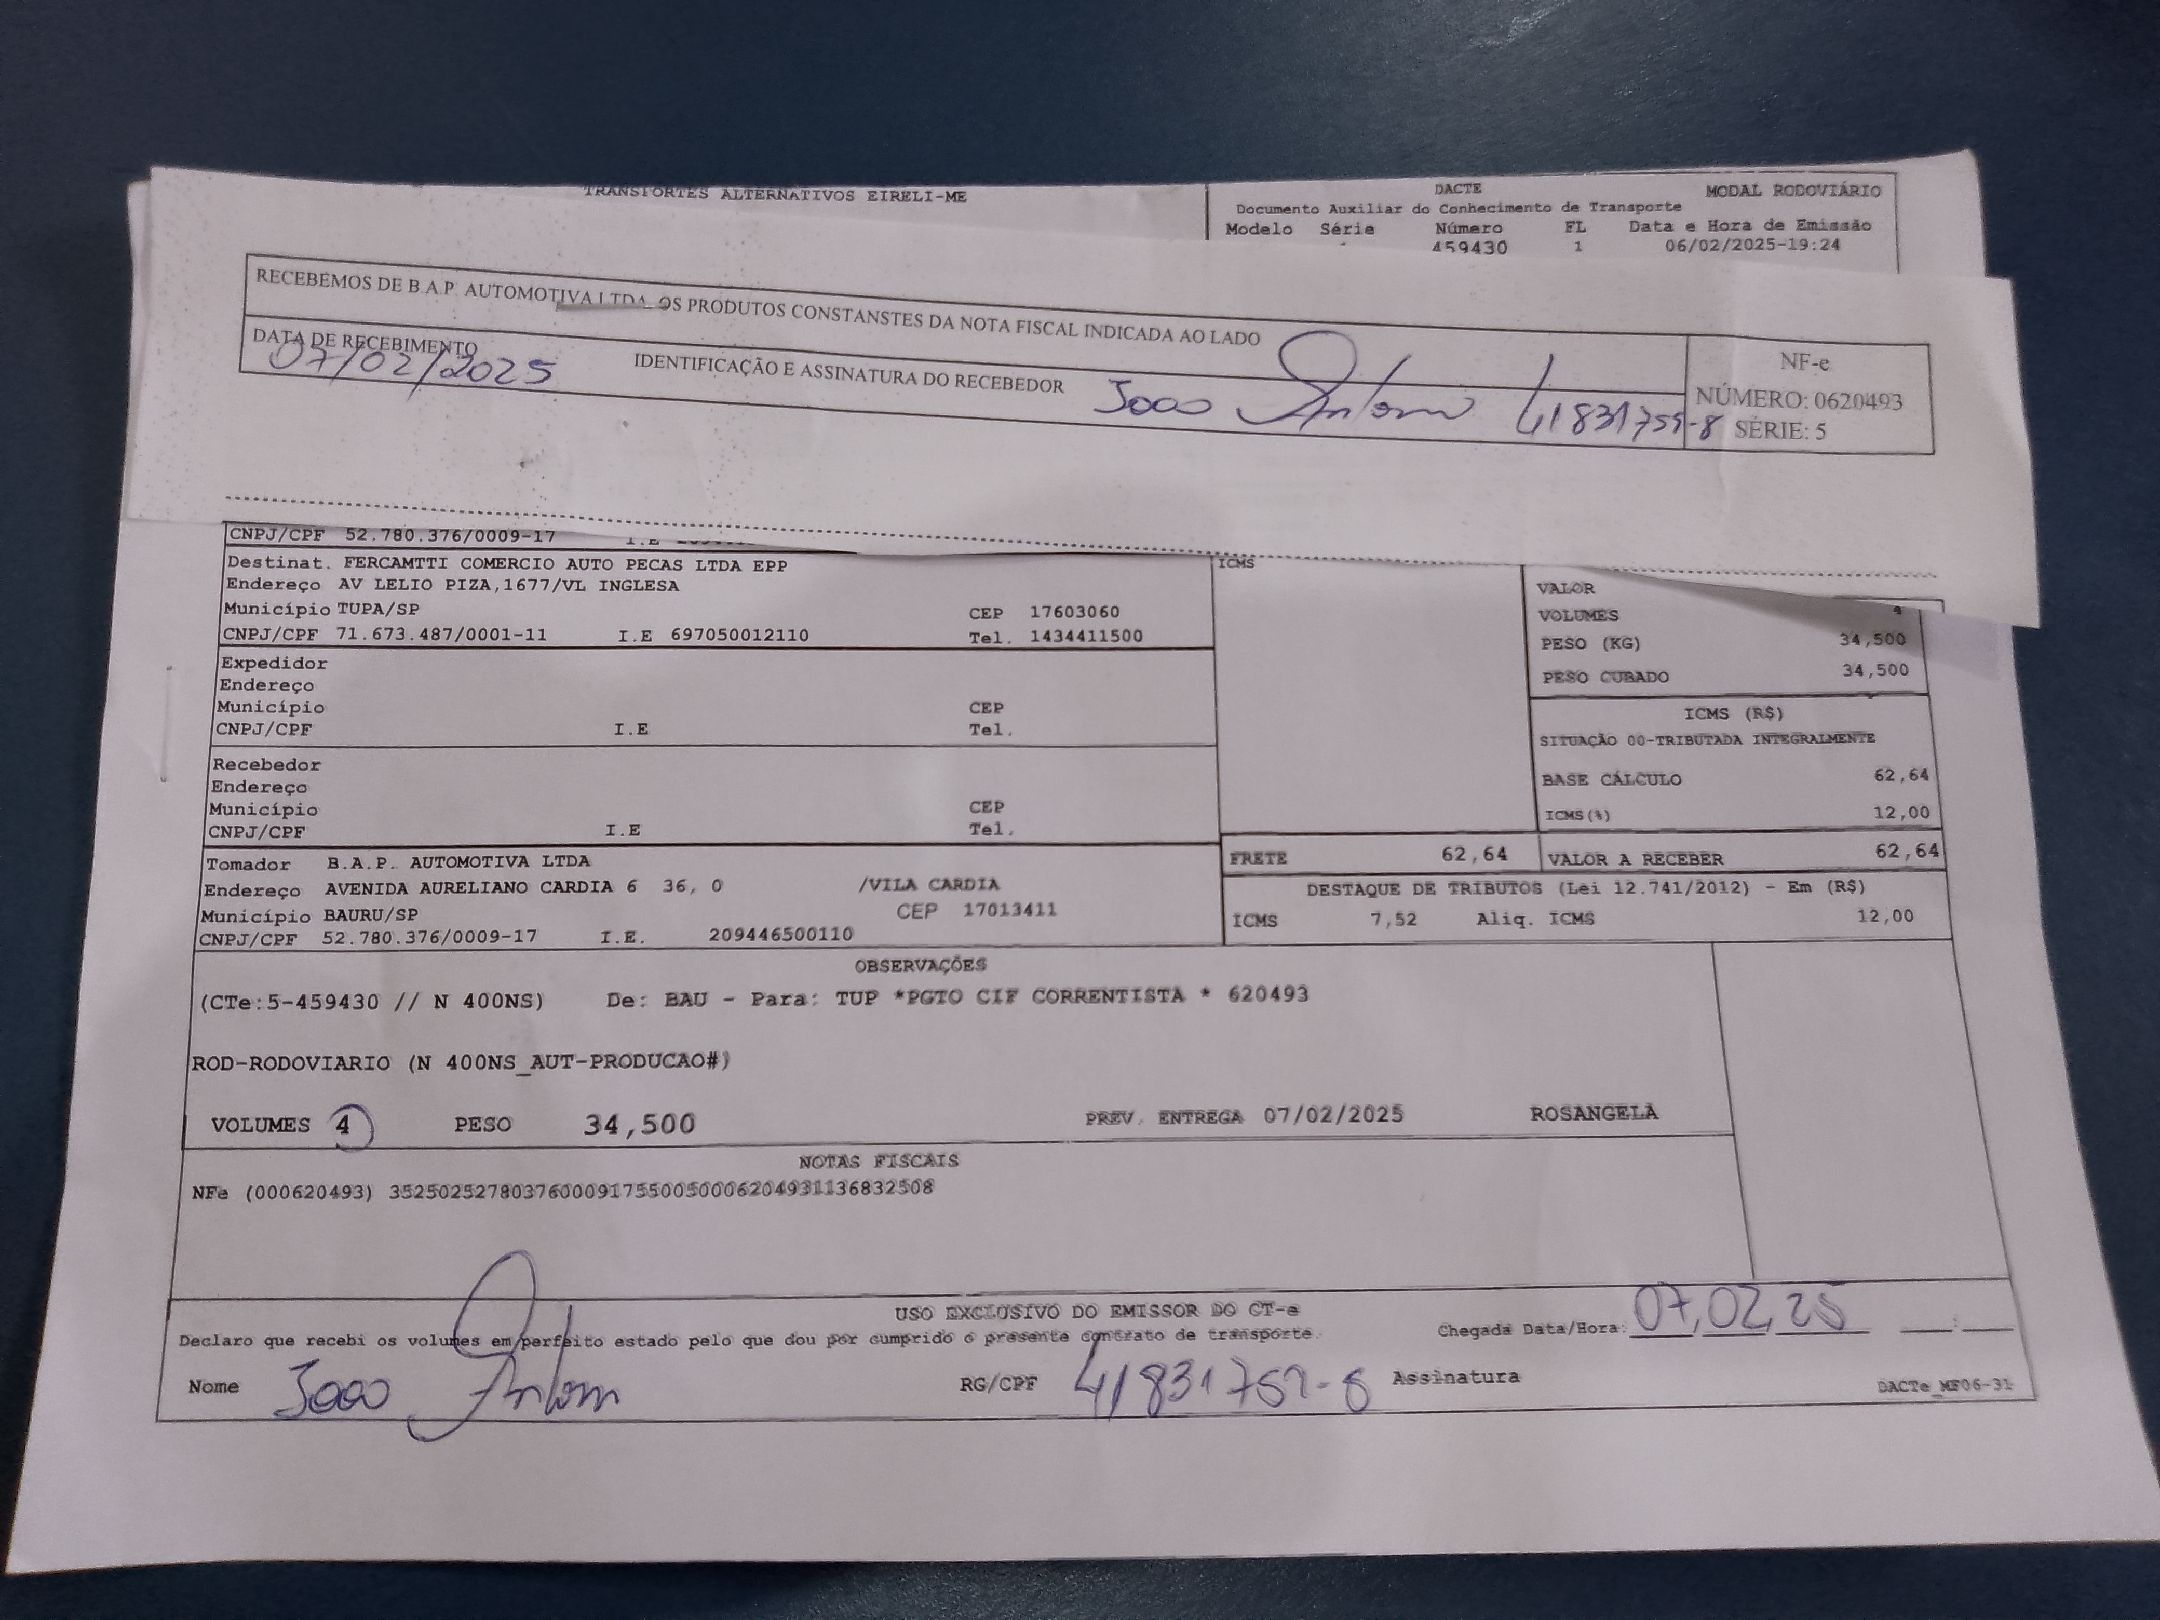 TRANSPORTES ALTERNATIVOS EIRELI-ME
DACTE MODAL RODOVIÁRIO
Documento Auxiliar do Conhecimento de Transporte
Modelo Série Número FL Data e Hora de Emissão
459430 1 06/02/2025-19:24
RECEBEMOS DE B.A.P. AUTOMOTIVA LTDA OS PRODUTOS CONSTANSTES DA NOTA FISCAL INDICADA AO LADO
DATA DE RECEBIMENTO
07/02/2025
IDENTIFICAÇÃO E ASSINATURA DO RECEBEDOR
Joao Antonio 41831759-8
NF-e
NÚMERO: 0620493
SÉRIE: 5
CNPJ/CPF 52.780.376/0009-17 I.E
Destinat. FERCAMTTI COMERCIO AUTO PECAS LTDA EPP
Endereço AV LELIO PIZA,1677/VL INGLESA
Município TUPA/SP CEP 17603060
CNPJ/CPF 71.673.487/0001-11 I.E 697050012110 Tel. 1434411500
ICMS
VALOR
VOLUMES 4
PESO (KG) 34,500
PESO CUBADO 34,500
Expedidor
Endereço
Município CEP
CNPJ/CPF I.E Tel.
ICMS (R$)
SITUAÇÃO 00-TRIBUTADA INTEGRALMENTE
BASE CÁLCULO 62,64
ICMS(%) 12,00
Recebedor
Endereço
Município CEP
CNPJ/CPF I.E Tel.
FRETE 62,64 VALOR A RECEBER 62,64
Tomador B.A.P. AUTOMOTIVA LTDA
Endereço AVENIDA AURELIANO CARDIA 6 36, 0 /VILA CARDIA
Município BAURU/SP CEP 17013411
CNPJ/CPF 52.780.376/0009-17 I.E. 209446500110
DESTAQUE DE TRIBUTOS (Lei 12.741/2012) - Em (R$)
ICMS 7,52 Aliq. ICMS 12,00
OBSERVAÇÕES
(CTe:5-459430 // N 400NS) De: BAU - Para: TUP *PGTO CIF CORRENTISTA * 620493
ROD-RODOVIARIO (N 400NS_AUT-PRODUCAO#)
VOLUMES 4 PESO 34,500 PREV. ENTREGA 07/02/2025 ROSANGELA
NOTAS FISCAIS
NFe (000620493) 35250252780376000917550050006204931136832508
USO EXCLUSIVO DO EMISSOR DO CT-e
Declaro que recebi os volumes em perfeito estado pelo que dou por cumprido o presente contrato de transporte.
Chegada Data/Hora: 07,02,25 :
Nome Joao Antonio RG/CPF 41831759-8 Assinatura
DACTe_MF06-31